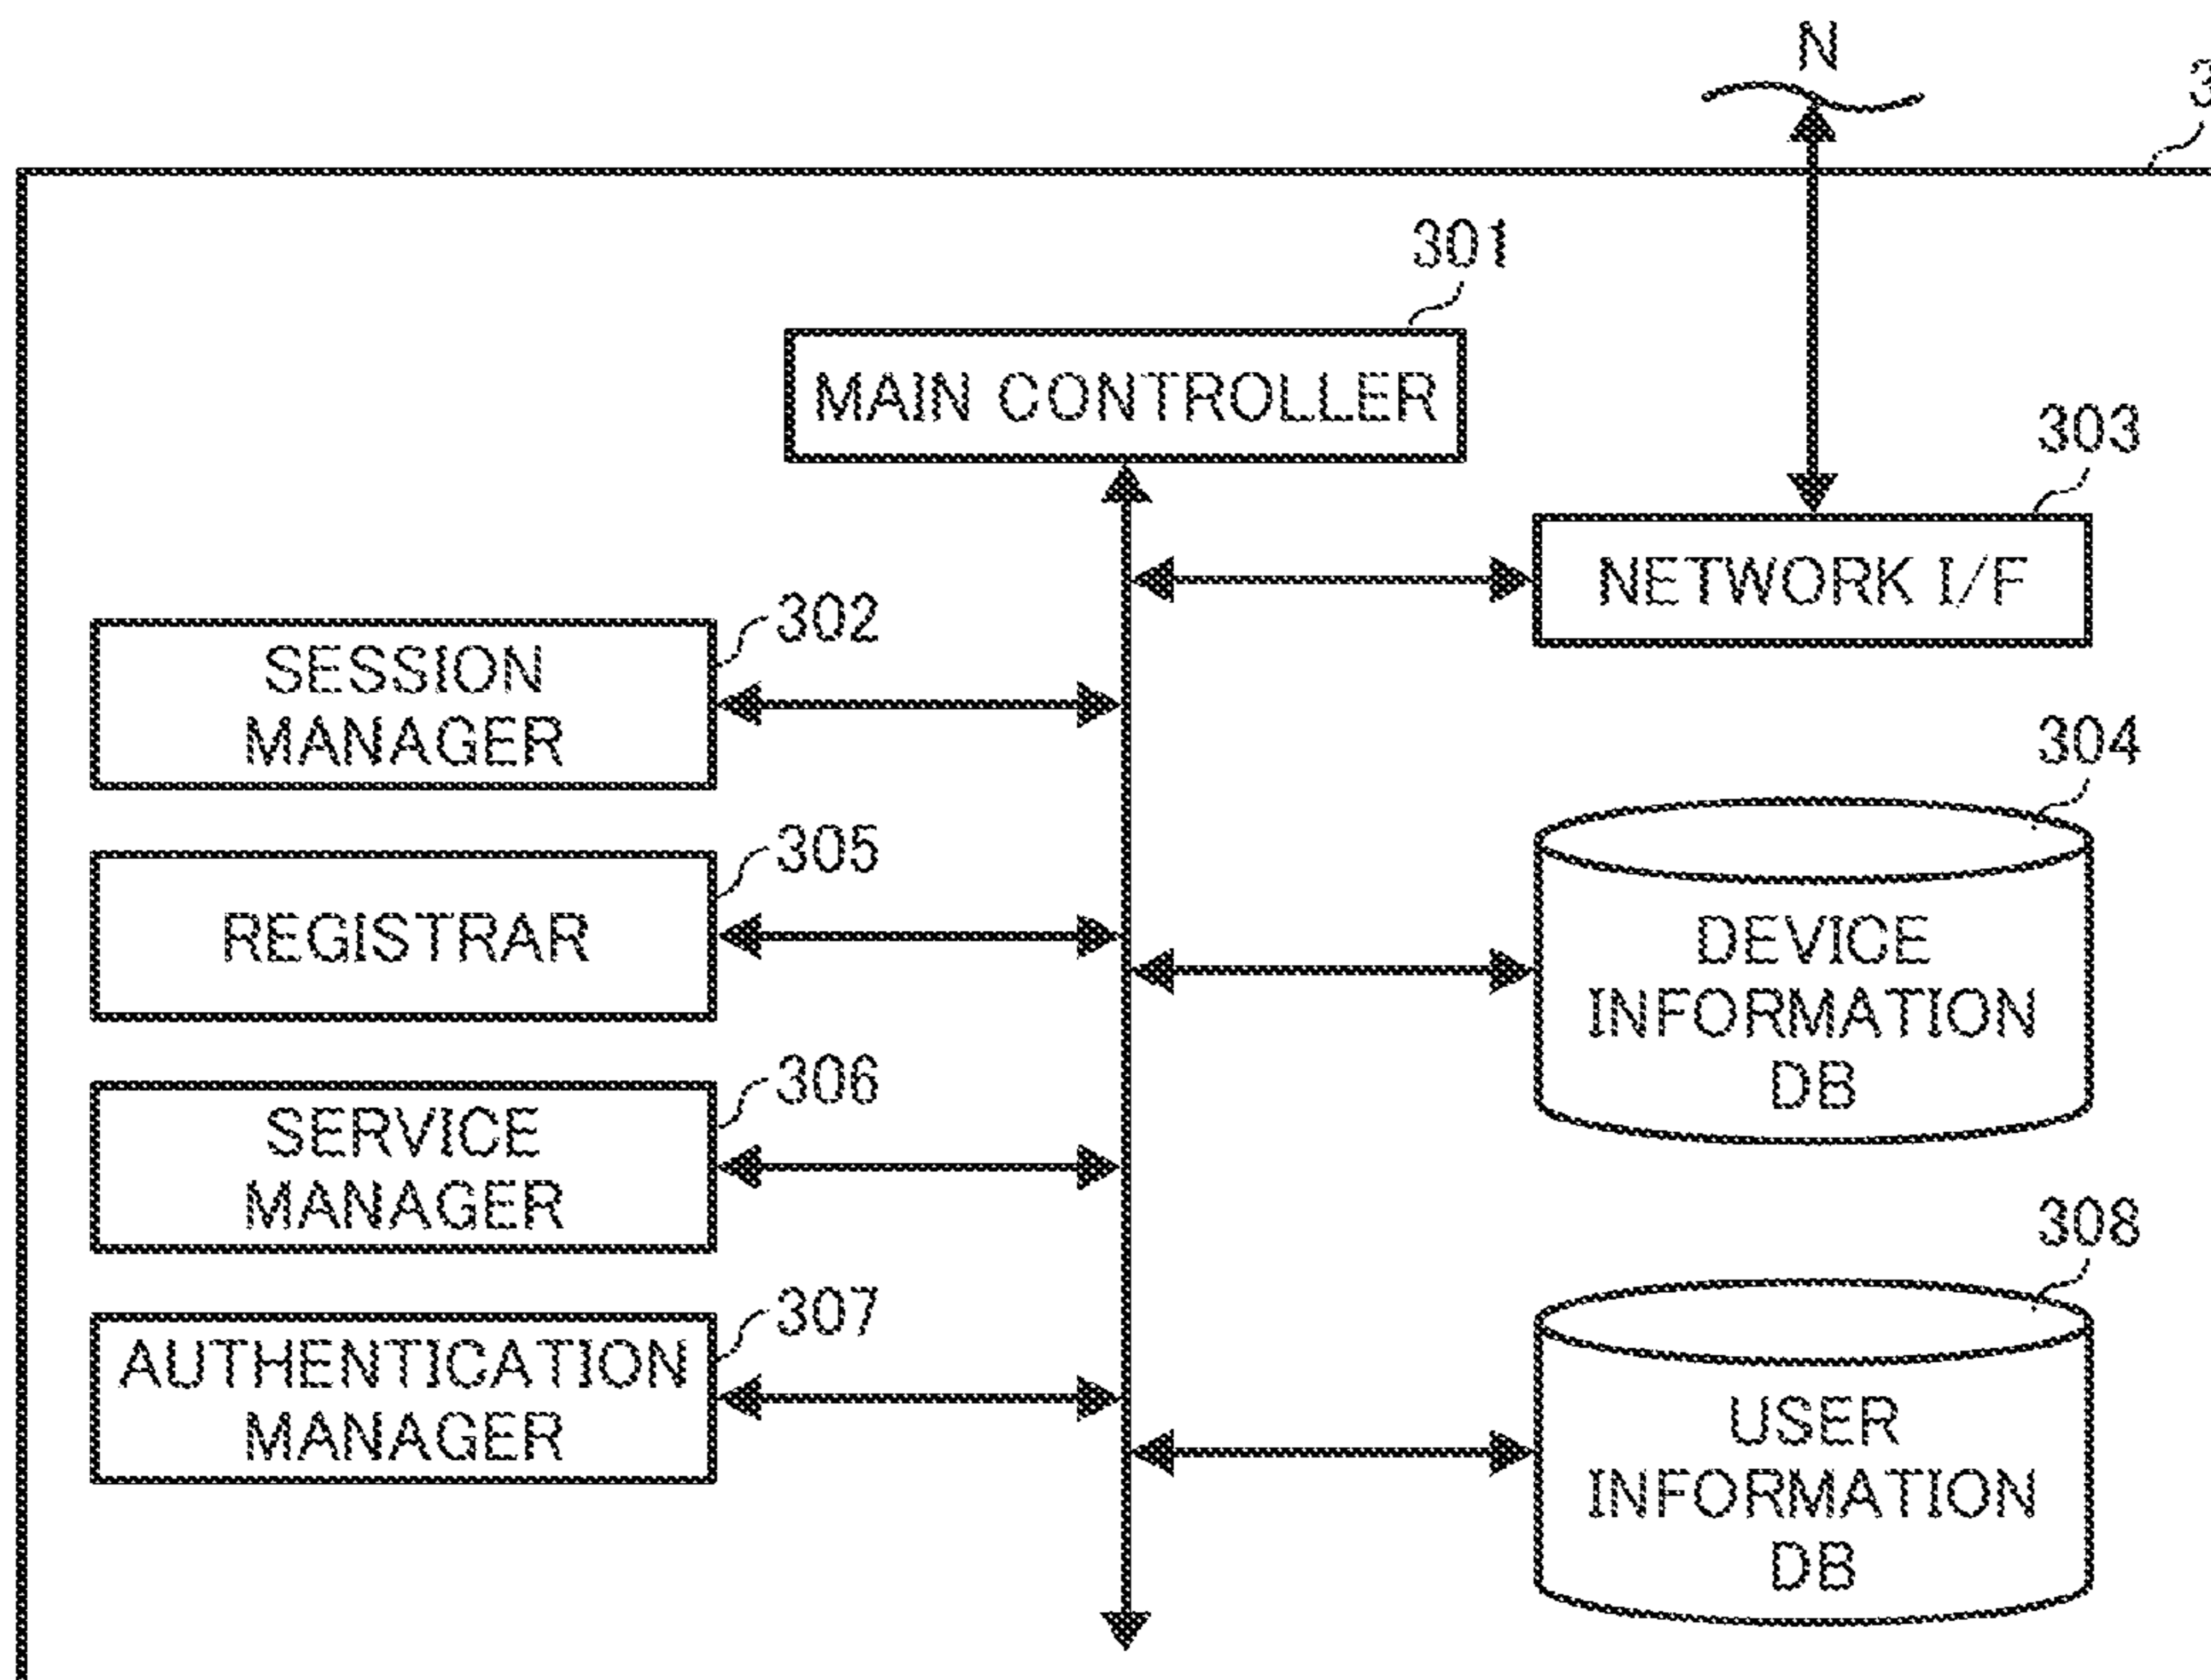 N
3
301
MAIN CONTROLLER
303
NETWORK I/F
302
SESSION
MANAGER
304
DEVICE
INFORMATION
DB
305
REGISTRAR
306
SERVICE
MANAGER
308
USER
INFORMATION
DB
307
AUTHENTICATION
MANAGER